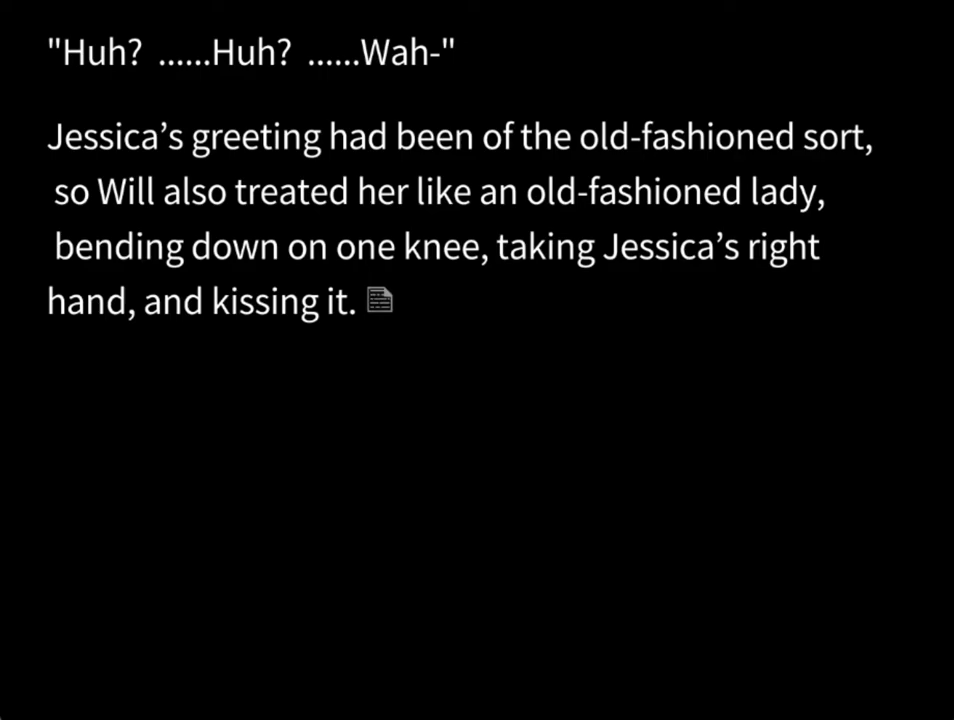 "Huh?  ......Huh?  ......Wah-"
Jessica’s greeting had been of the old-fashioned sort,
so Will also treated her like an old-fashioned lady,
bending down on one knee, taking Jessica’s right
hand, and kissing it.